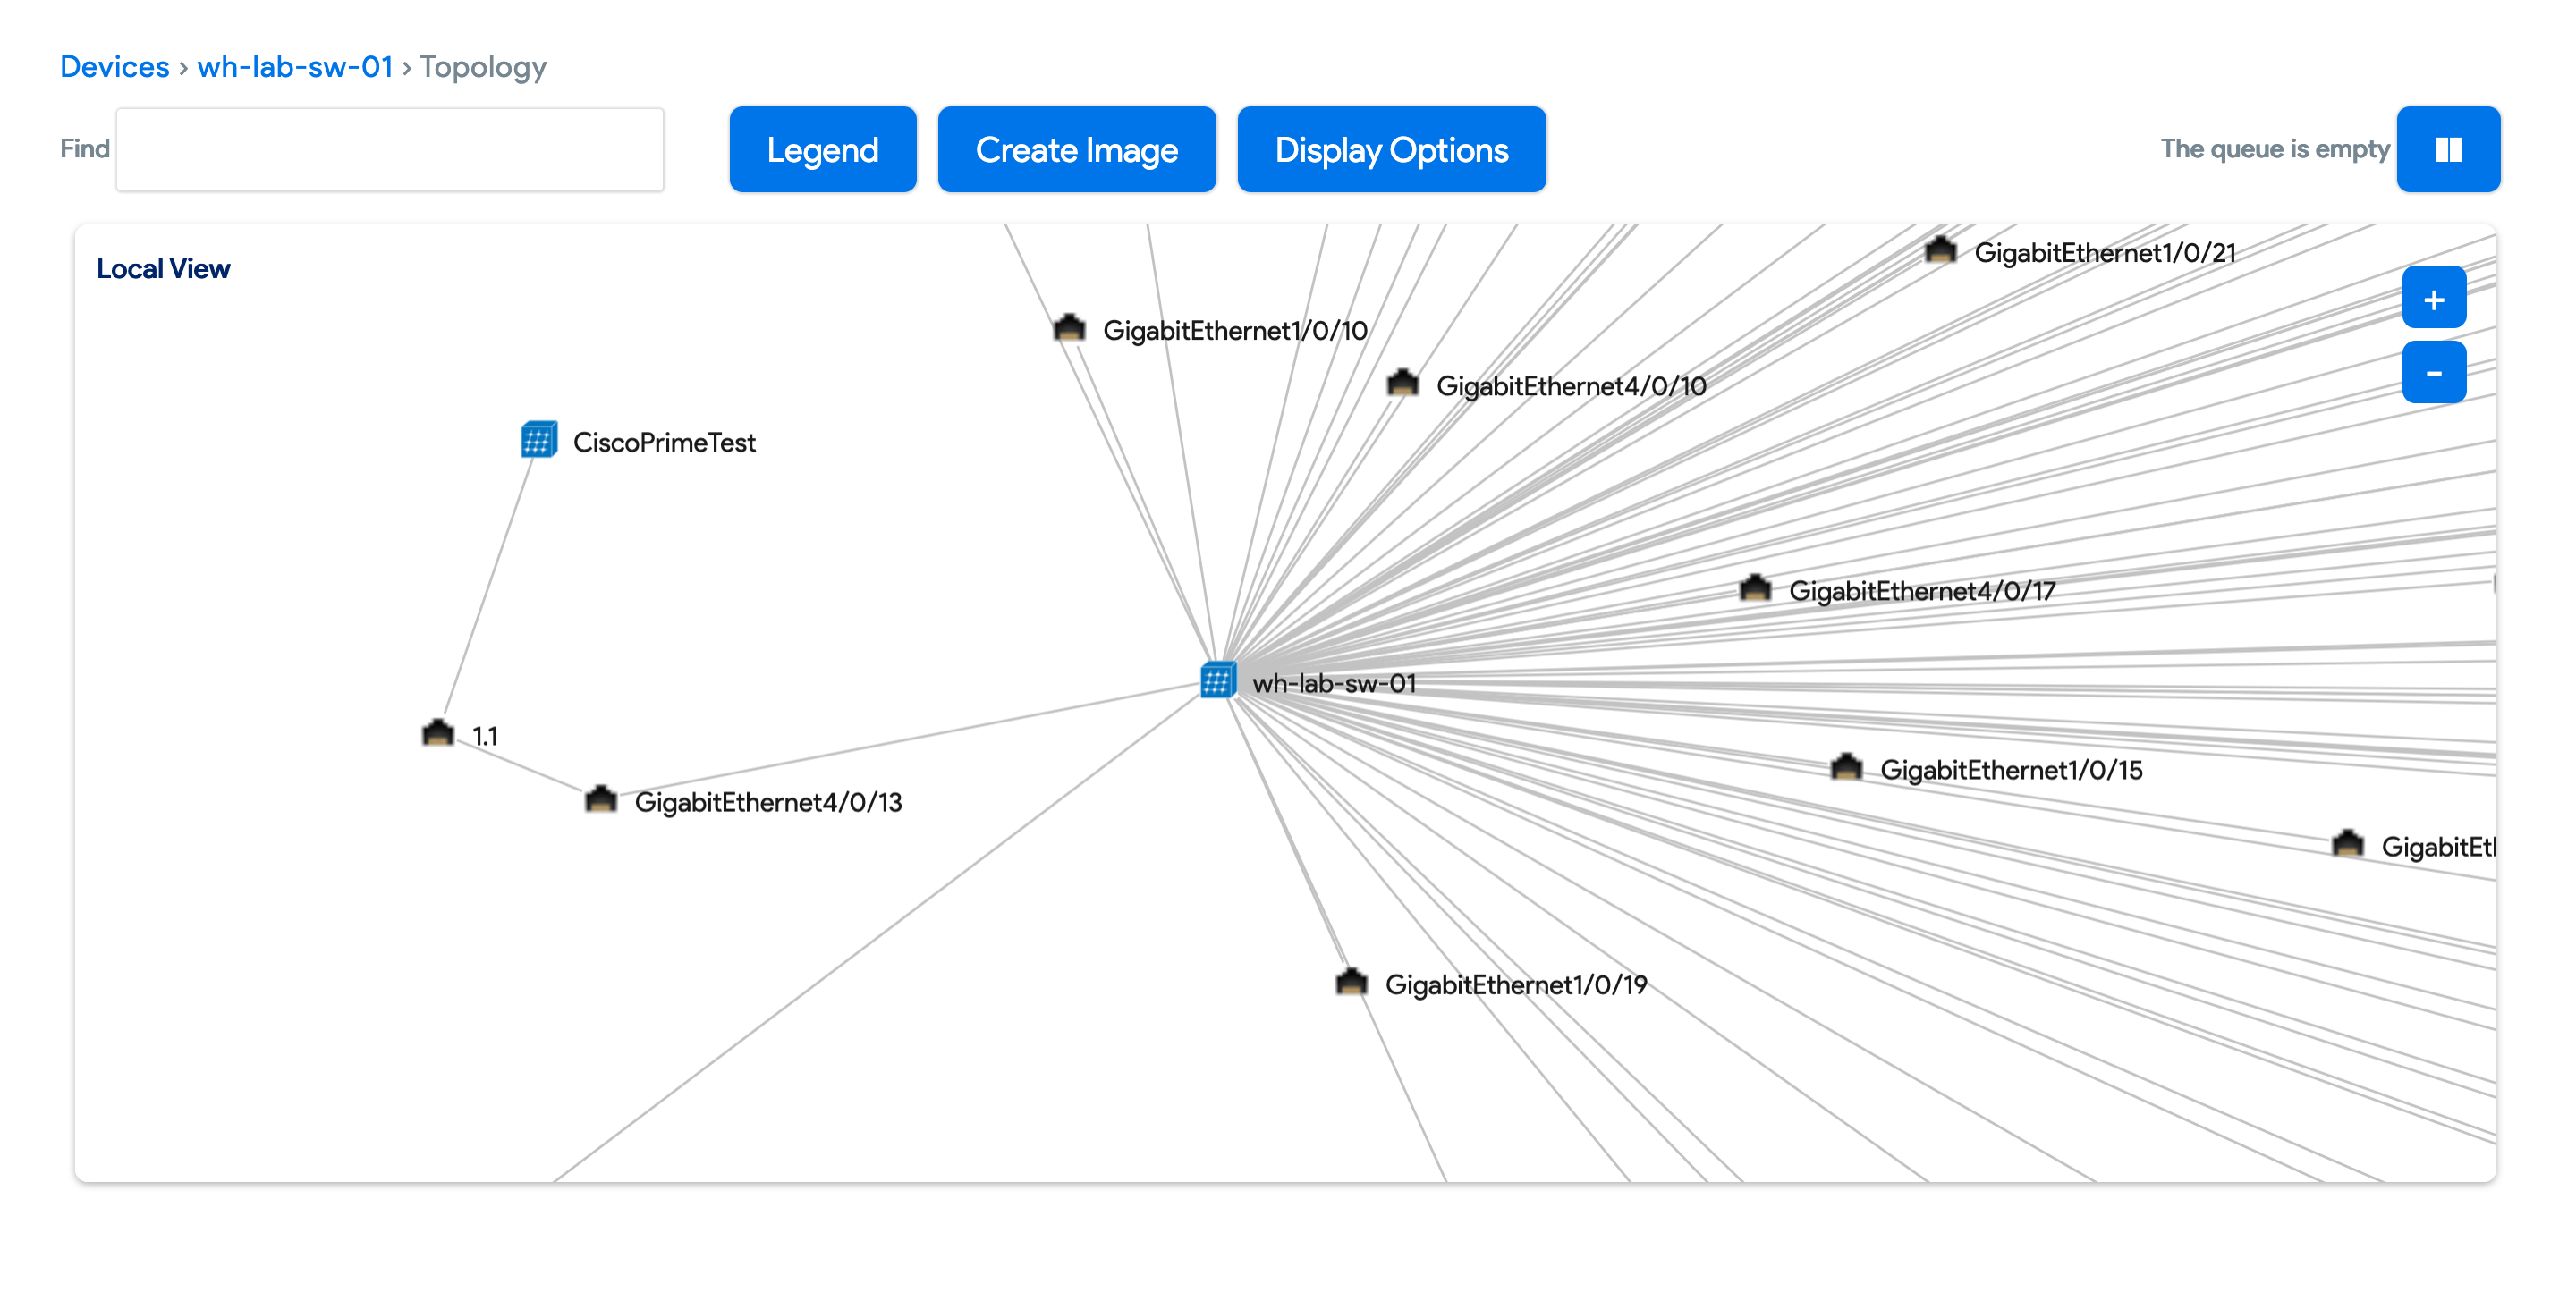 Devices › wh-lab-sw-01 › Topology
Find
Legend
Create Image
Display Options
The queue is empty
Local View
GigabitEthernet1/0/21
+
GigabitEthernet1/0/10
GigabitEthernet4/0/10
-
CiscoPrimeTest
GigabitEthernet4/0/17
wh-lab-sw-01
1.1
GigabitEthernet1/0/15
GigabitEthernet4/0/13
GigabitEt
GigabitEthernet1/0/19